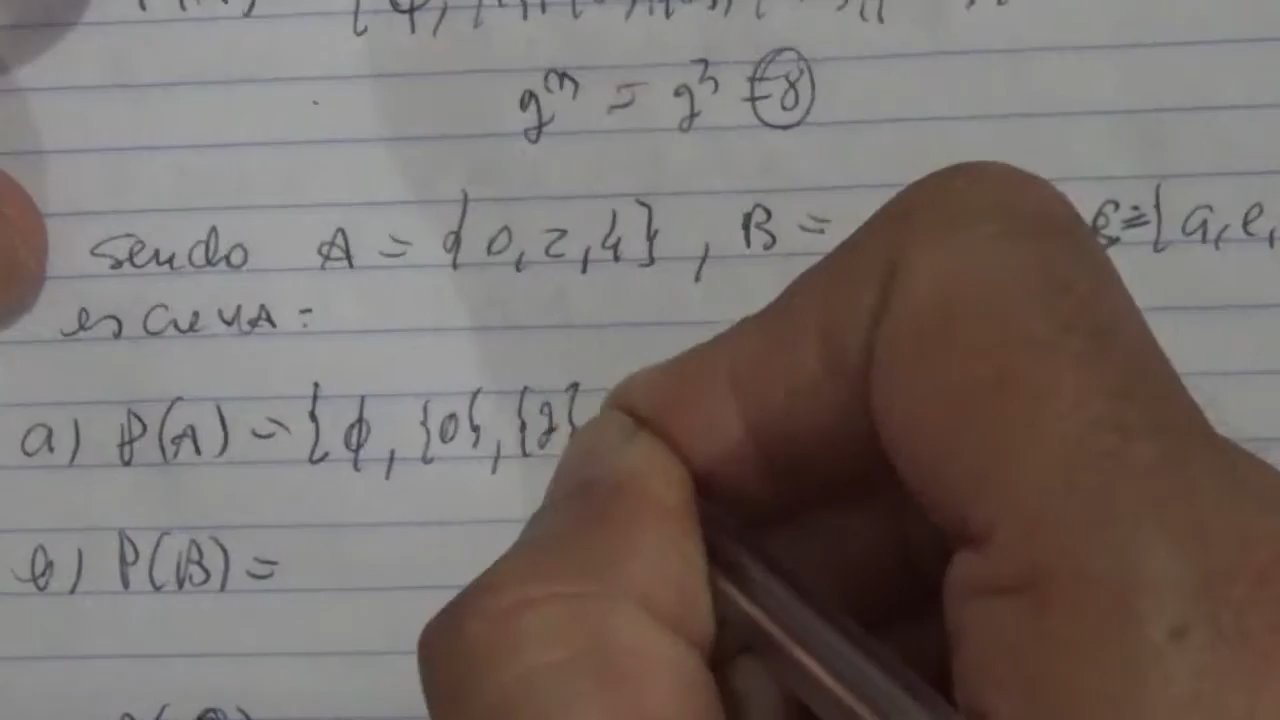 2ⁿ = 2³ = 8
Sendo A = {0, 2, 4}, B = = {a, e,
escreva:
a) P(A) = {ϕ, {0}, {2}
b) P(B) =